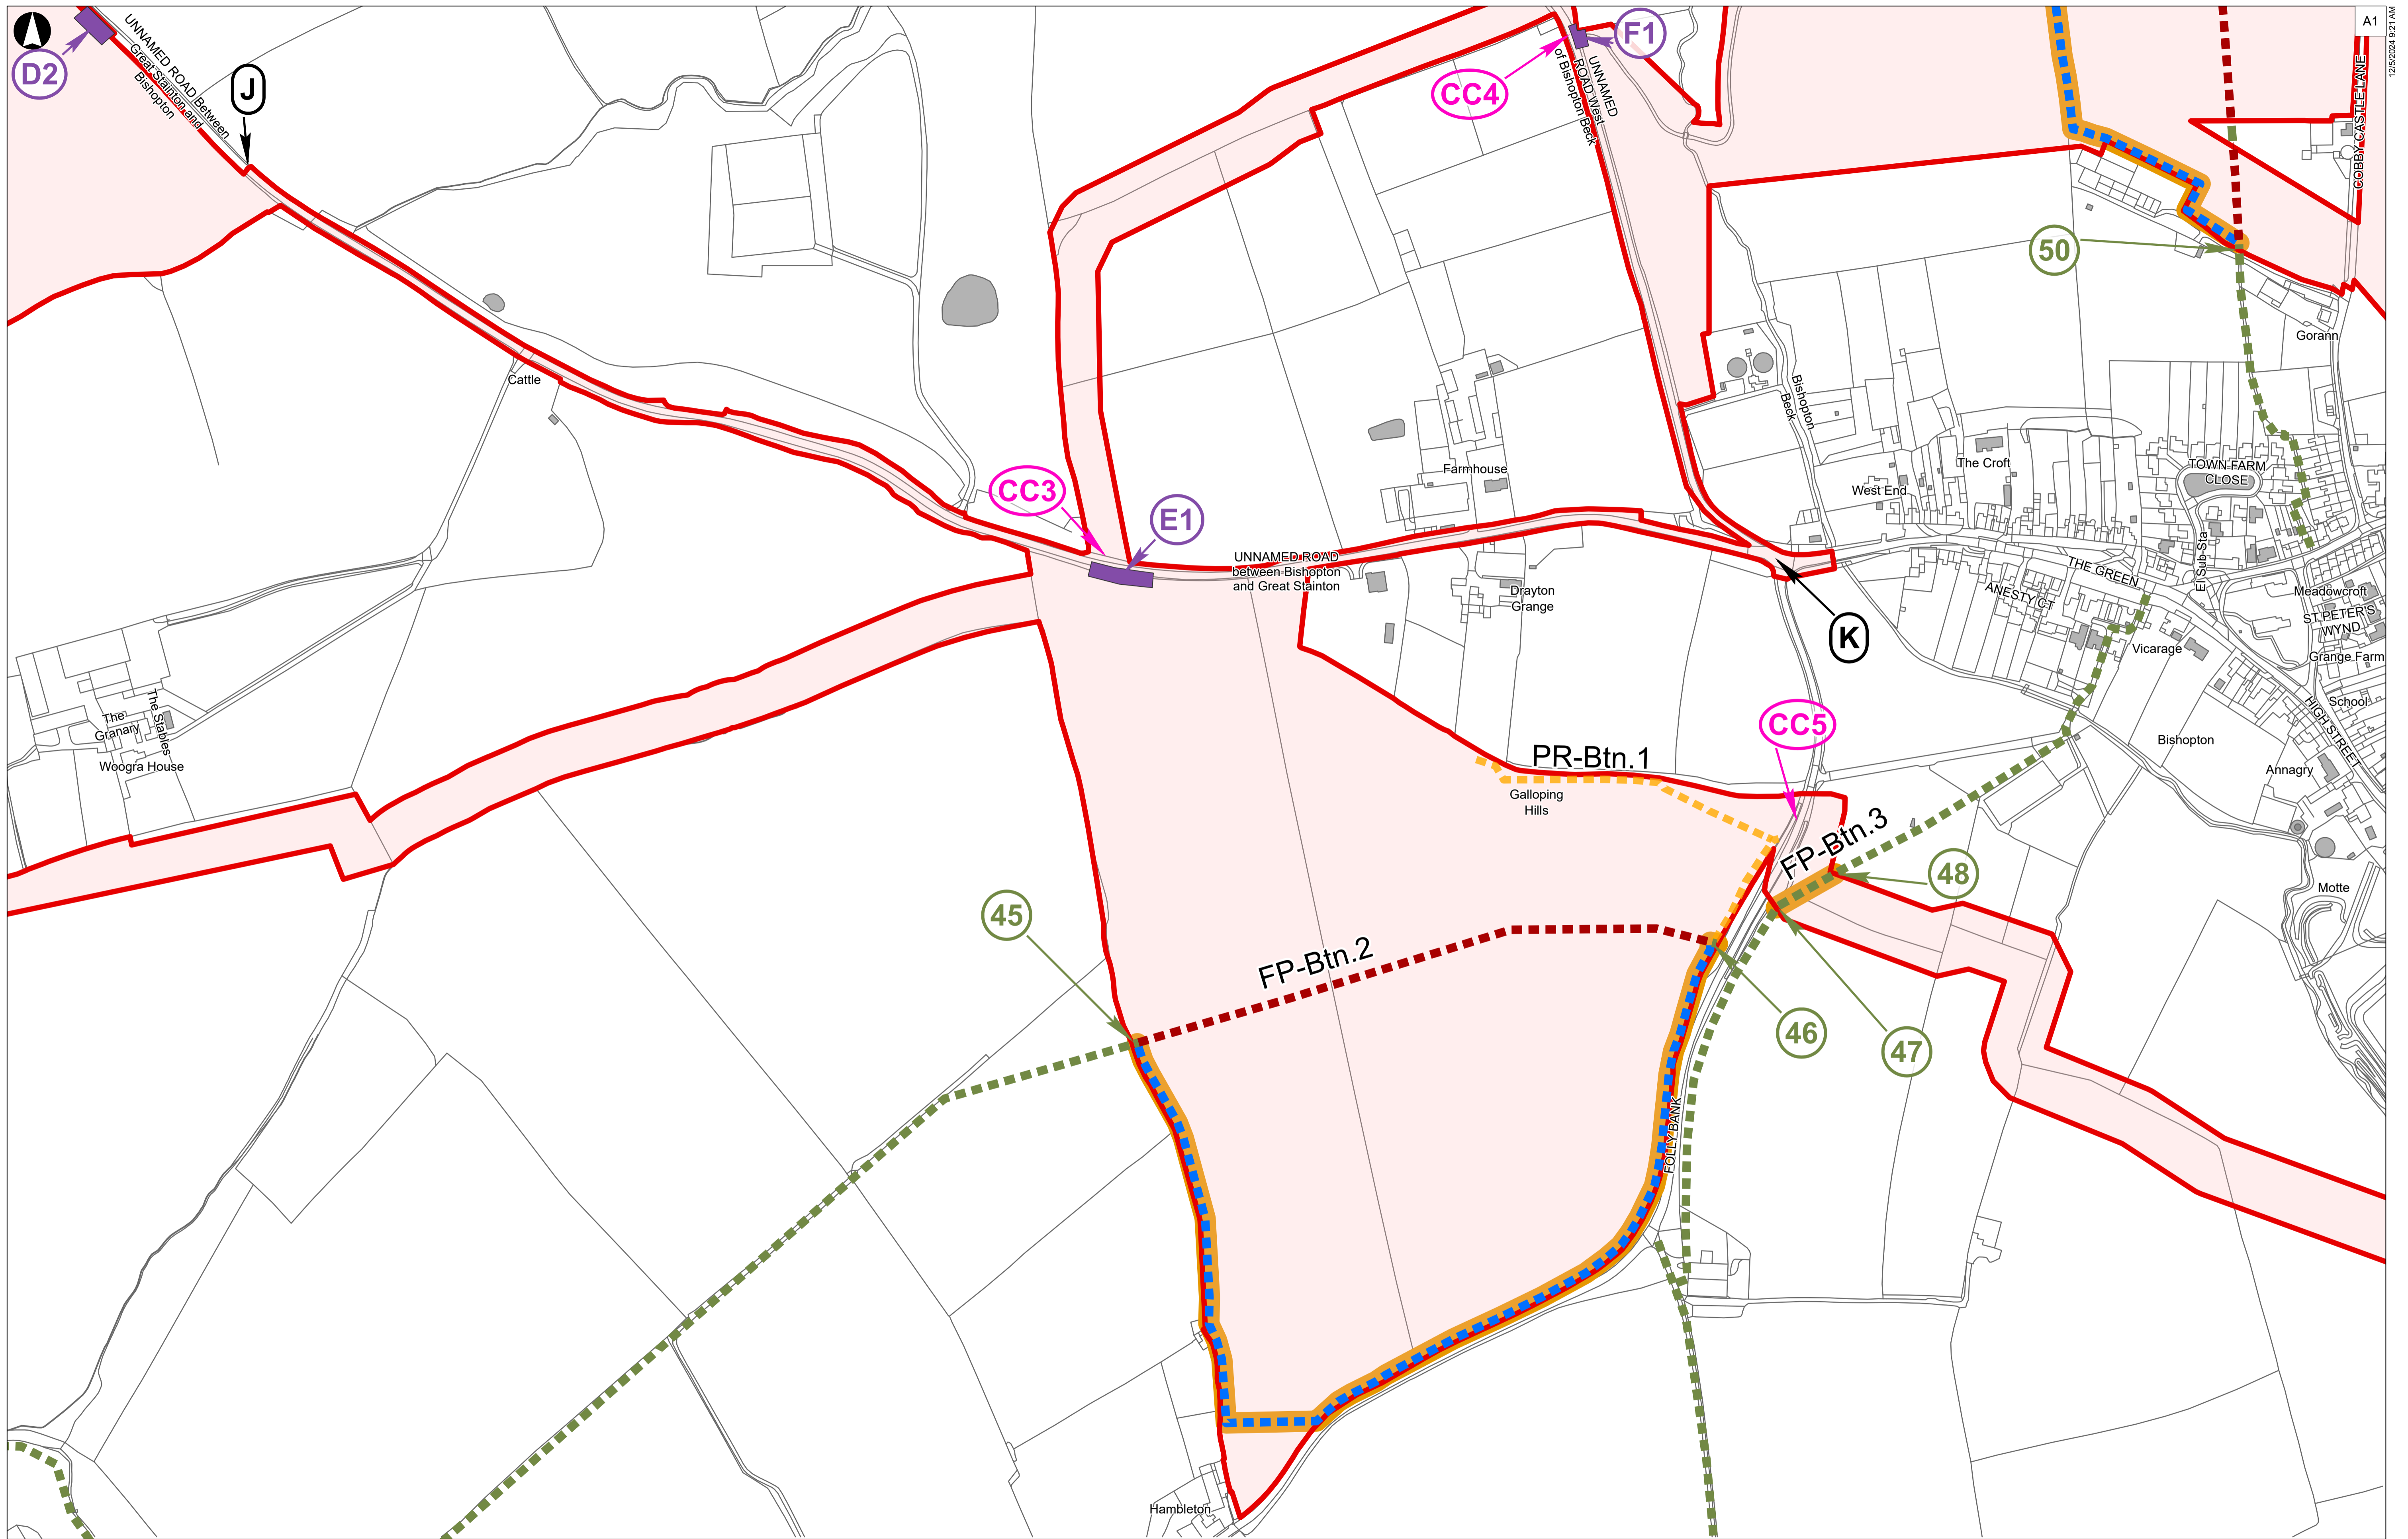 A1
12/5/2024 9:21 AM
D2
UNNAMED ROAD Between
Great Stainton and
Bishopton
J
F1
CC4
UNNAMED
ROAD West
of Bishopton Beck
COBBY CASTLE LANE
50
Gorann
Cattle
Bishopton
Beck
Farmhouse
The Croft
TOWN FARM
CLOSE
West End
CC3
E1
UNNAMED ROAD
between Bishopton
and Great Stainton
Drayton
Grange
El Sub Sta
THE GREEN
ANESTY CT
Meadowcroft
ST PETER'S
WYND
K
Vicarage
Grange Farm
School
HIGH STREET
The
Granary
The Stables
Woogra House
CC5
Bishopton
Annagry
PR-Btn.1
Galloping
Hills
FP-Btn.3
48
Motte
45
FP-Btn.2
46
47
FOLLY BANK
Hambleton